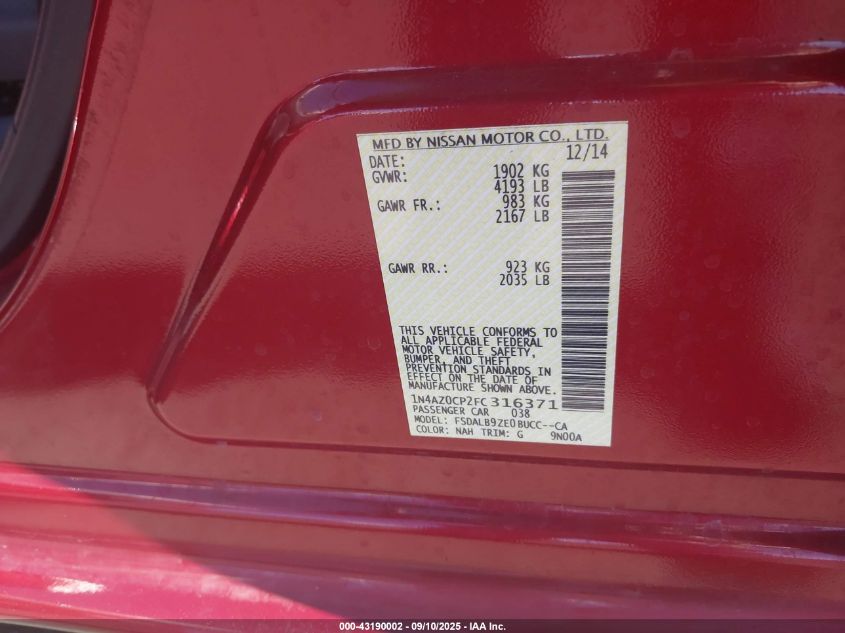 MFD BY NISSAN MOTOR CO., LTD.
DATE: 12/14
GVWR: 1902 KG
4193 LB
GAWR FR.: 983 KG
2167 LB
GAWR RR.: 923 KG
2035 LB
THIS VEHICLE CONFORMS TO
ALL APPLICABLE FEDERAL
MOTOR VEHICLE SAFETY,
BUMPER, AND THEFT
PREVENTION STANDARDS IN
EFFECT ON THE DATE OF
MANUFACTURE SHOWN ABOVE.
1N4AZ0CP2FC316371
PASSENGER CAR 038
MODEL: FSDALB9ZE0BUCC--CA
COLOR: NAH TRIM: G 9N00A
000-43190002 - 09/10/2025 - IAA Inc.